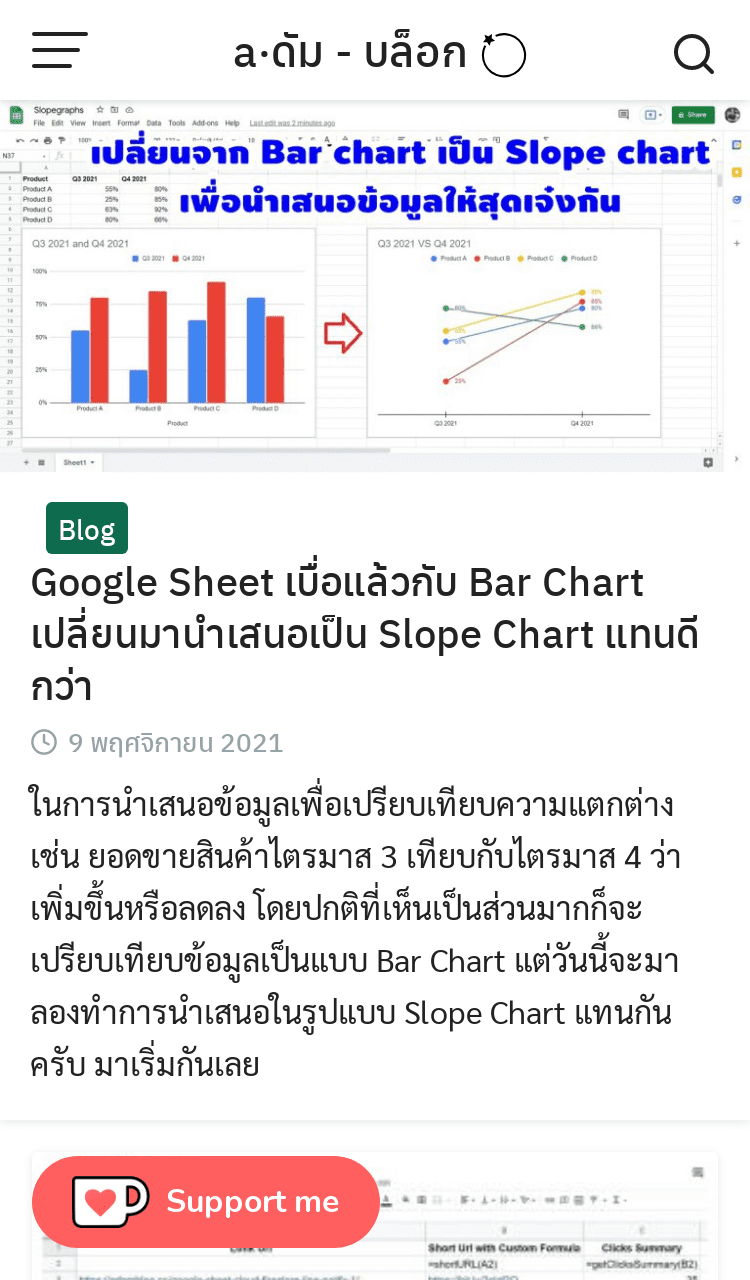 a·ดัม - บล็อก
Slopegraphs
File Edit View Insert Format Data Tools Add-ons Help Last edit was 2 minutes ago
Share
N37
เปลี่ยนจาก Bar chart เป็น Slope chart
เพื่อนำเสนอข้อมูลให้สุดเจ๋งกัน
Product Q3 2021 Q4 2021
Product A 55% 80%
Product B 25% 85%
Product C 63% 92%
Product D 80% 66%
Q3 2021 and Q4 2021
Q3 2021 Q4 2021
100%
75%
50%
25%
0%
Product A Product B Product C Product D
Product
Q3 2021 VS Q4 2021
Product A Product B Product C Product D
80%
55%
25%
85%
80%
66%
Q3 2021 Q4 2021
Sheet1
Blog
Google Sheet เบื่อแล้วกับ Bar Chart
เปลี่ยนมานำเสนอเป็น Slope Chart แทนดี
กว่า
9 พฤศจิกายน 2021
ในการนำเสนอข้อมูลเพื่อเปรียบเทียบความแตกต่าง
เช่น ยอดขายสินค้าไตรมาส 3 เทียบกับไตรมาส 4 ว่า
เพิ่มขึ้นหรือลดลง โดยปกติที่เห็นเป็นส่วนมากก็จะ
เปรียบเทียบข้อมูลเป็นแบบ Bar Chart แต่วันนี้จะมา
ลองทำการนำเสนอในรูปแบบ Slope Chart แทนกัน
ครับ มาเริ่มกันเลย
Support me
Short Url with Custom Formula Clicks Summary
=shortURL(A2) =getClicksSummary(B2)